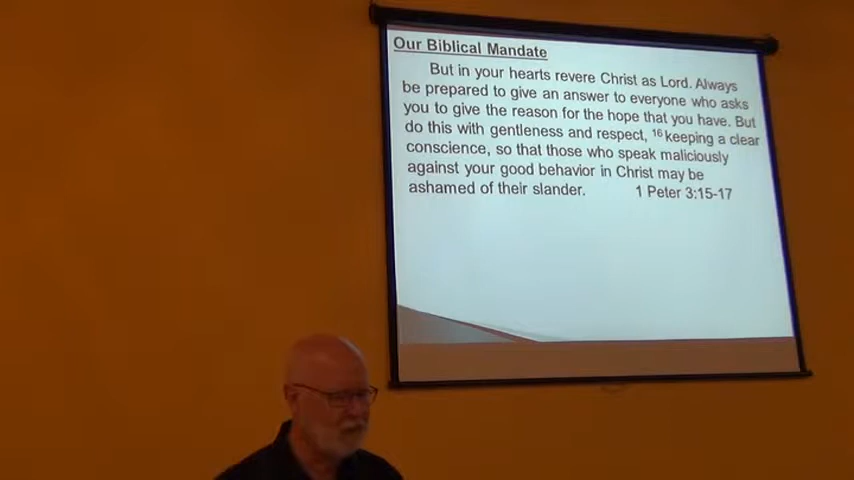 Our Biblical Mandate
But in your hearts revere Christ as Lord. Always
be prepared to give an answer to everyone who asks
you to give the reason for the hope that you have. But
do this with gentleness and respect, 16 keeping a clear
conscience, so that those who speak maliciously
against your good behavior in Christ may be
ashamed of their slander. 1 Peter 3:15-17